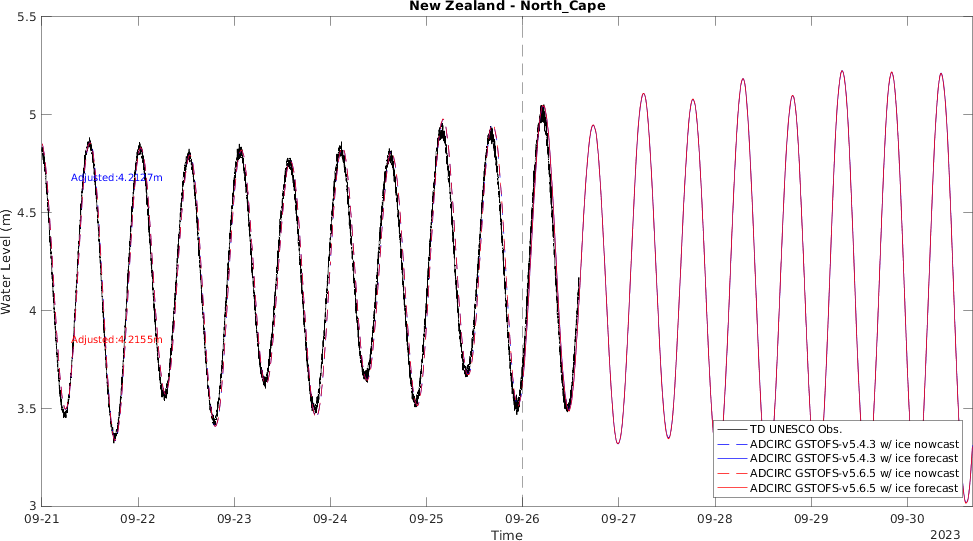 New Zealand - North_Cape
5.5
5
4.5
4
3.5
3
Water Level (m)
Adjusted:4.2127m
Adjusted:4.2155m
TD UNESCO Obs.
ADCIRC GSTOFS-v5.4.3 w/ ice nowcast
ADCIRC GSTOFS-v5.4.3 w/ ice forecast
ADCIRC GSTOFS-v5.6.5 w/ ice nowcast
ADCIRC GSTOFS-v5.6.5 w/ ice forecast
09-21 09-22 09-23 09-24 09-25 09-26 09-27 09-28 09-29 09-30
Time
2023